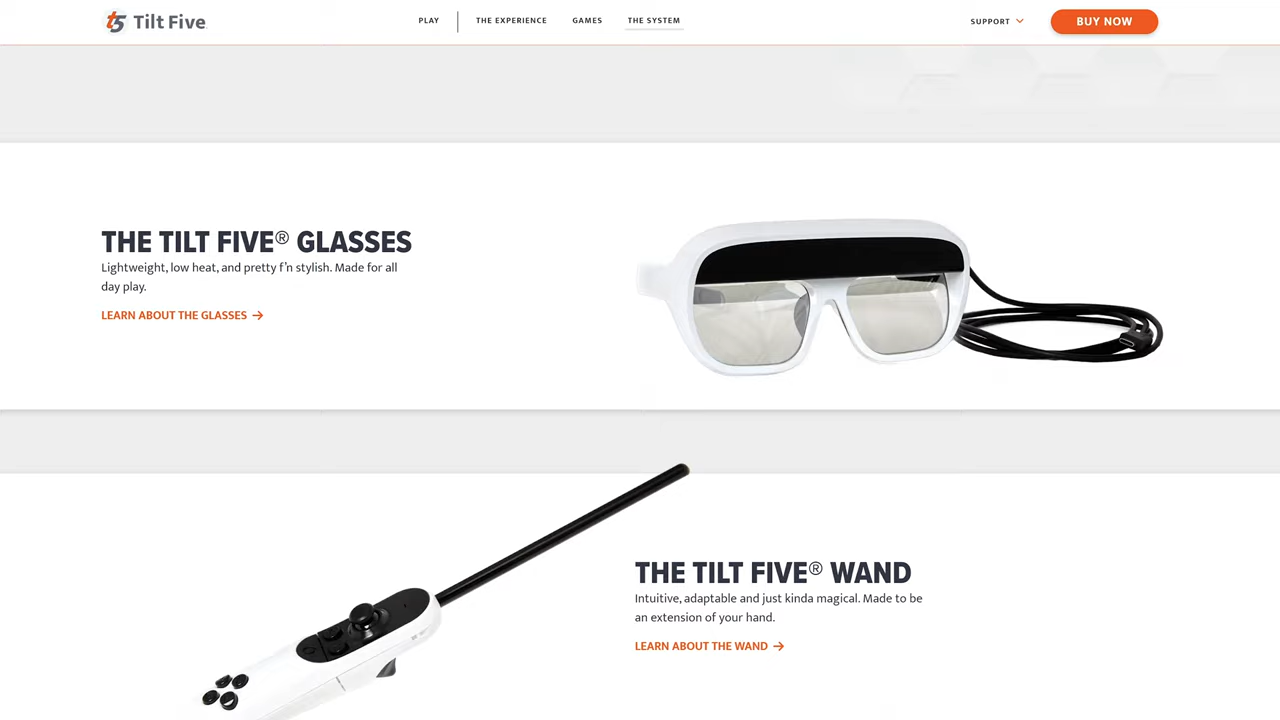 t5 Tilt Five
PLAY
THE EXPERIENCE
GAMES
THE SYSTEM
SUPPORT
BUY NOW
THE TILT FIVE® GLASSES
Lightweight, low heat, and pretty f'n stylish. Made for all
day play.
LEARN ABOUT THE GLASSES →
THE TILT FIVE® WAND
Intuitive, adaptable and just kinda magical. Made to be
an extension of your hand.
LEARN ABOUT THE WAND →